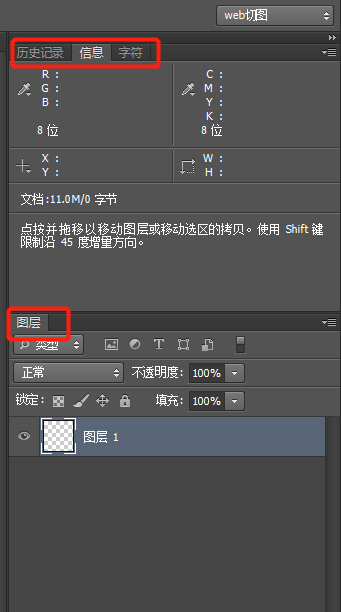 web切图
历史记录 信息 字符
R : C :
G : M :
B : Y :
K :
8 位 8 位
X : W :
Y : H :
文档:11.0M/0 字节
点按并拖移以移动图层或移动选区的拷贝。使用 Shift 键
限制沿 45 度增量方向。
图层
类型
正常 不透明度: 100%
锁定: 填充: 100%
图层 1